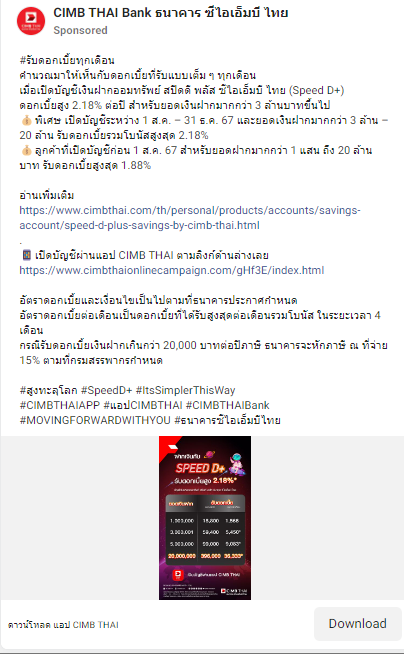 CIMB THAI Bank ธนาคาร ซีไอเอ็มบี ไทย
Sponsored
#รับดอกเบี้ยทุกเดือน
คำนวณมาให้เห็นกับดอกเบี้ยที่รับแบบเต็ม ๆ ทุกเดือน
เมื่อเปิดบัญชีเงินฝากออมทรัพย์ สปีดดี พลัส ซีไอเอ็มบี ไทย (Speed D+)
ดอกเบี้ยสูง 2.18% ต่อปี สำหรับยอดเงินฝากมากกว่า 3 ล้านบาทขึ้นไป
👍🏻 พิเศษ เปิดบัญชีระหว่าง 1 ส.ค. – 31 ธ.ค. 67 และยอดเงินฝากมากกว่า 3 ล้าน –
20 ล้าน รับดอกเบี้ยรวมโบนัสสูงสุด 2.18%
👍🏻 ลูกค้าที่เปิดบัญชีก่อน 1 ส.ค. 67 สำหรับยอดฝากมากกว่า 1 แสน ถึง 20 ล้าน
บาท รับดอกเบี้ยสูงสุด 1.88%
อ่านเพิ่มเติม
https://www.cimbthai.com/th/personal/products/accounts/savings-
account/speed-d-plus-savings-by-cimb-thai.html
.
📱 เปิดบัญชีผ่านแอป CIMB THAI ตามลิงก์ด้านล่างเลย
https://www.cimbthaionlinecampaign.com/gHf3E/index.html
อัตราดอกเบี้ยและเงื่อนไขเป็นไปตามที่ธนาคารประกาศกำหนด
อัตราดอกเบี้ยต่อเดือนเป็นดอกเบี้ยที่ได้รับสูงสุดต่อเดือนรวมโบนัส ในระยะเวลา 4
เดือน
กรณีรับดอกเบี้ยเงินฝากเกินกว่า 20,000 บาทต่อปีภาษี ธนาคารจะหักภาษี ณ ที่จ่าย
15% ตามที่กรมสรรพากรกำหนด
#สูงทะลุโลก #SpeedD+ #ItsSimplerThisWay
#CIMBTHAIAPP #แอปCIMBTHAI #CIMBTHAIBank
#MOVINGFORWARDWITHYOU #ธนาคารซีไอเอ็มบีไทย
ฝากเงินกับ
SPEED D+
รับดอกเบี้ยสูง 2.18%*
ยอดเงินฝาก รับดอกเบี้ย
1,000,000 18,800 1,566
3,000,001 59,400 5,450*
5,000,000 99,000 9,083*
20,000,000 396,000 36,333*
CIMB THAI
ดาวน์โหลด แอป CIMB THAI
Download